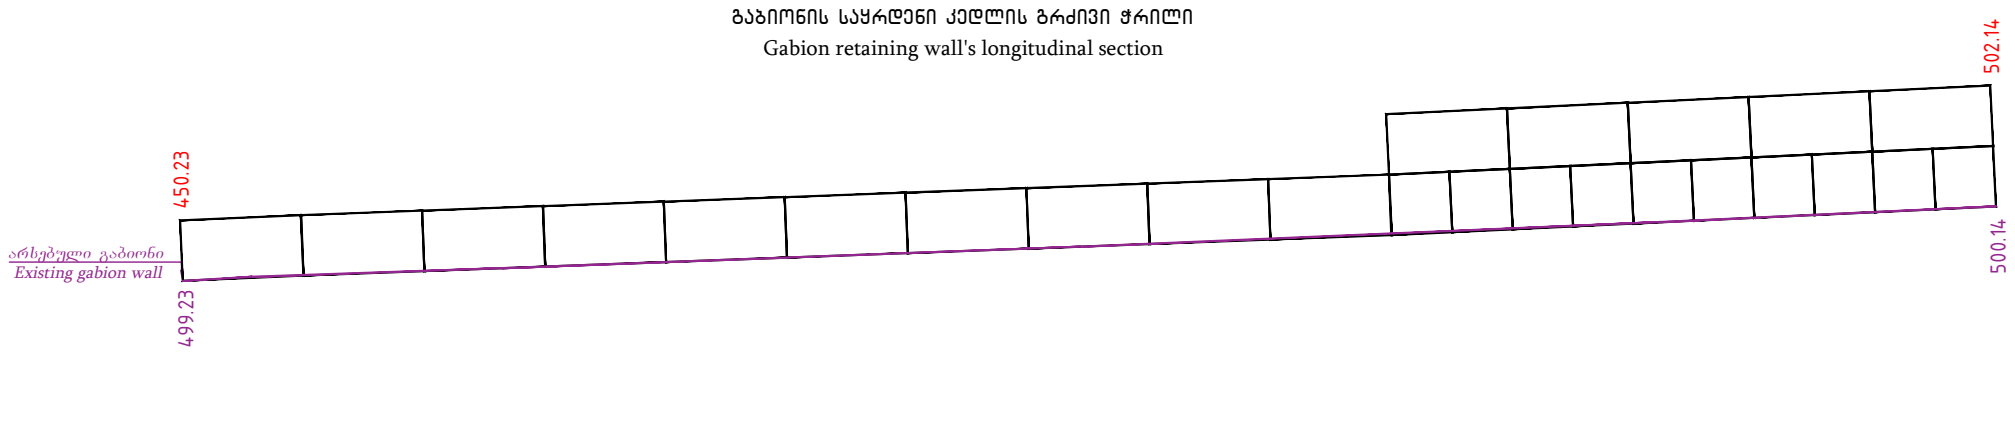 გაბიონის საყრდენი კედლის გრძივი ჭრილი
Gabion retaining wall's longitudinal section
502.14
450.23
არსებული გაბიონი
Existing gabion wall
499.23
500.14